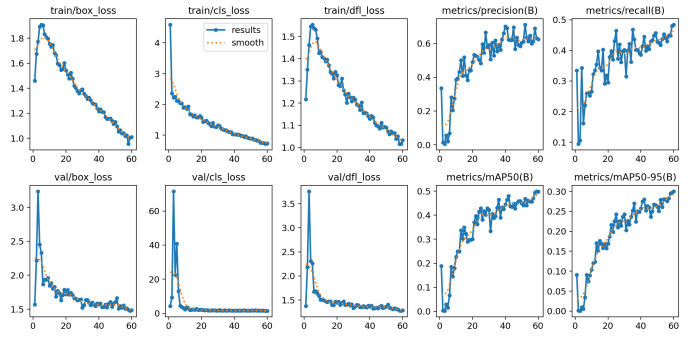 train/box_loss
train/cls_loss
train/dfl_loss
metrics/precision(B)
metrics/recall(B)
1.8
1.6
1.4
1.2
1.0
0 20 40 60
4
3
2
1
results
smooth
0 20 40 60
1.5
1.4
1.3
1.2
1.1
1.0
0 20 40 60
0.6
0.4
0.2
0.0
0 20 40 60
0.5
0.4
0.3
0.2
0.1
0 20 40 60
val/box_loss
val/cls_loss
val/dfl_loss
metrics/mAP50(B)
metrics/mAP50-95(B)
3.0
2.5
2.0
1.5
0 20 40 60
60
40
20
0
0 20 40 60
3.5
3.0
2.5
2.0
1.5
0 20 40 60
0.5
0.4
0.3
0.2
0.1
0.0
0 20 40 60
0.30
0.25
0.20
0.15
0.10
0.05
0.00
0 20 40 60